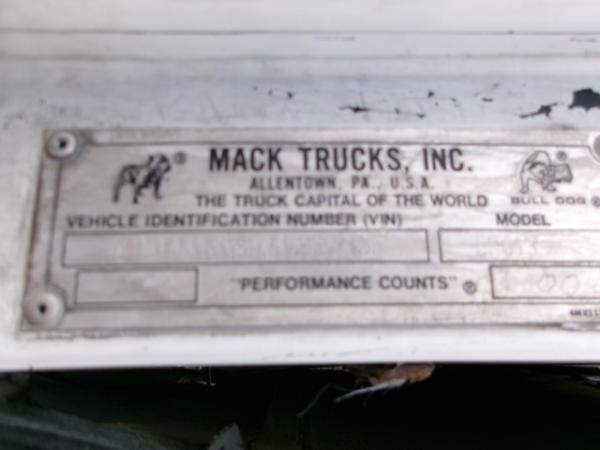 ® MACK TRUCKS, INC.
ALLENTOWN, PA., U.S.A. ®
THE TRUCK CAPITAL OF THE WORLD BULL DOG ®
VEHICLE IDENTIFICATION NUMBER (VIN) MODEL
"PERFORMANCE COUNTS" ®